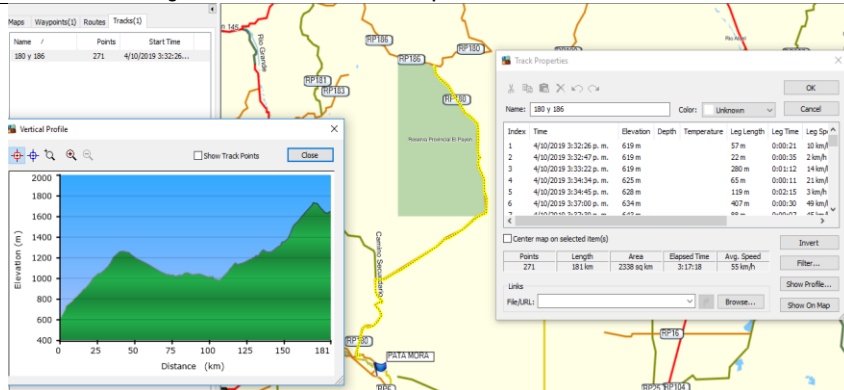 Maps Waypoints(1) Routes Tracks(1)
Name / Points Start Time
180 y 186 271 4/10/2019 3:32:26...
Vertical Profile
Show Track Points Close
2000
1800
1600
1400
1200
1000
800
600
400
Elevation (m)
0 25 50 75 100 125 150 181
Distance (km)
n 145
Rio Grande
RP186
RP180
RP186
RP181
RP183
RP180
Reserva Provincial El Payen
Camino Secundario
PATA MORA
RP16
Track Properties
Name: 180 y 186 Color: Unknown
OK
Cancel
Index Time Elevation Depth Temperature Leg Length Leg Time Leg Spe
1 4/10/2019 3:32:26 p. m. 619 m 57 m 0:00:21 10 km/
2 4/10/2019 3:32:47 p. m. 619 m 22 m 0:00:35 2 km/h
3 4/10/2019 3:33:22 p. m. 619 m 280 m 0:01:12 14 km/
4 4/10/2019 3:34:34 p. m. 625 m 65 m 0:00:11 21 km/
5 4/10/2019 3:34:45 p. m. 628 m 119 m 0:02:15 3 km/h
6 4/10/2019 3:37:00 p. m. 634 m 407 m 0:00:30 49 km/
Center map on selected item(s)
Points Length Area Elapsed Time Avg. Speed
271 181 km 2338 sq km 3:17:18 55 km/h
Links
File/URL: Browse...
Invert
Filter...
Show Profile...
Show On Map